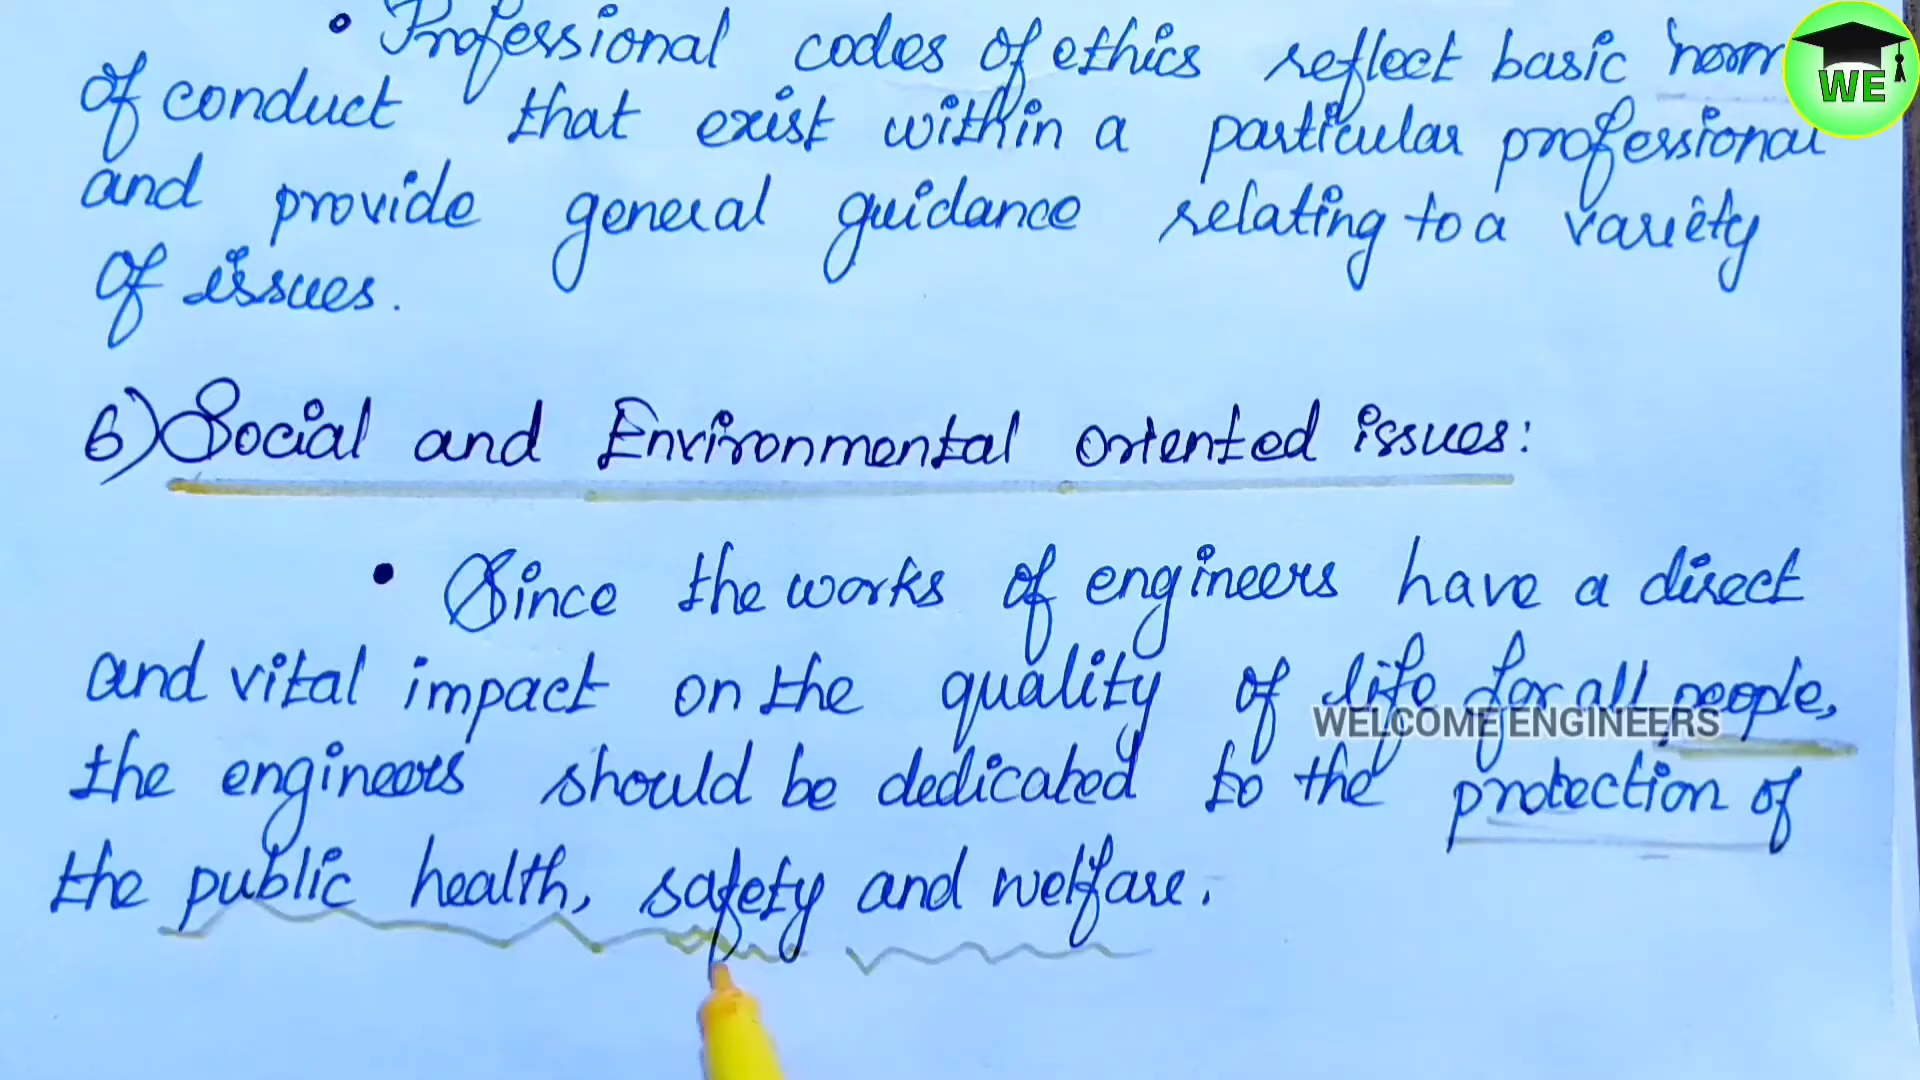 • Professional codes of ethics reflect basic norm
WE
of conduct that exist within a particular professional
and provide general guidance relating to a variety
of issues.
6) Social and Environmental oriented issues:
• Since the works of engineers have a direct
and vital impact on the quality of life for all people,
WELCOME ENGINEERS
the engineers should be dedicated to the protection of
the public health, safety and welfare.